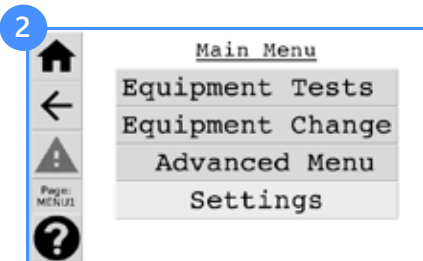 2
Main Menu
Equipment Tests
Equipment Change
Advanced Menu
Settings
Page:
MENU1
?